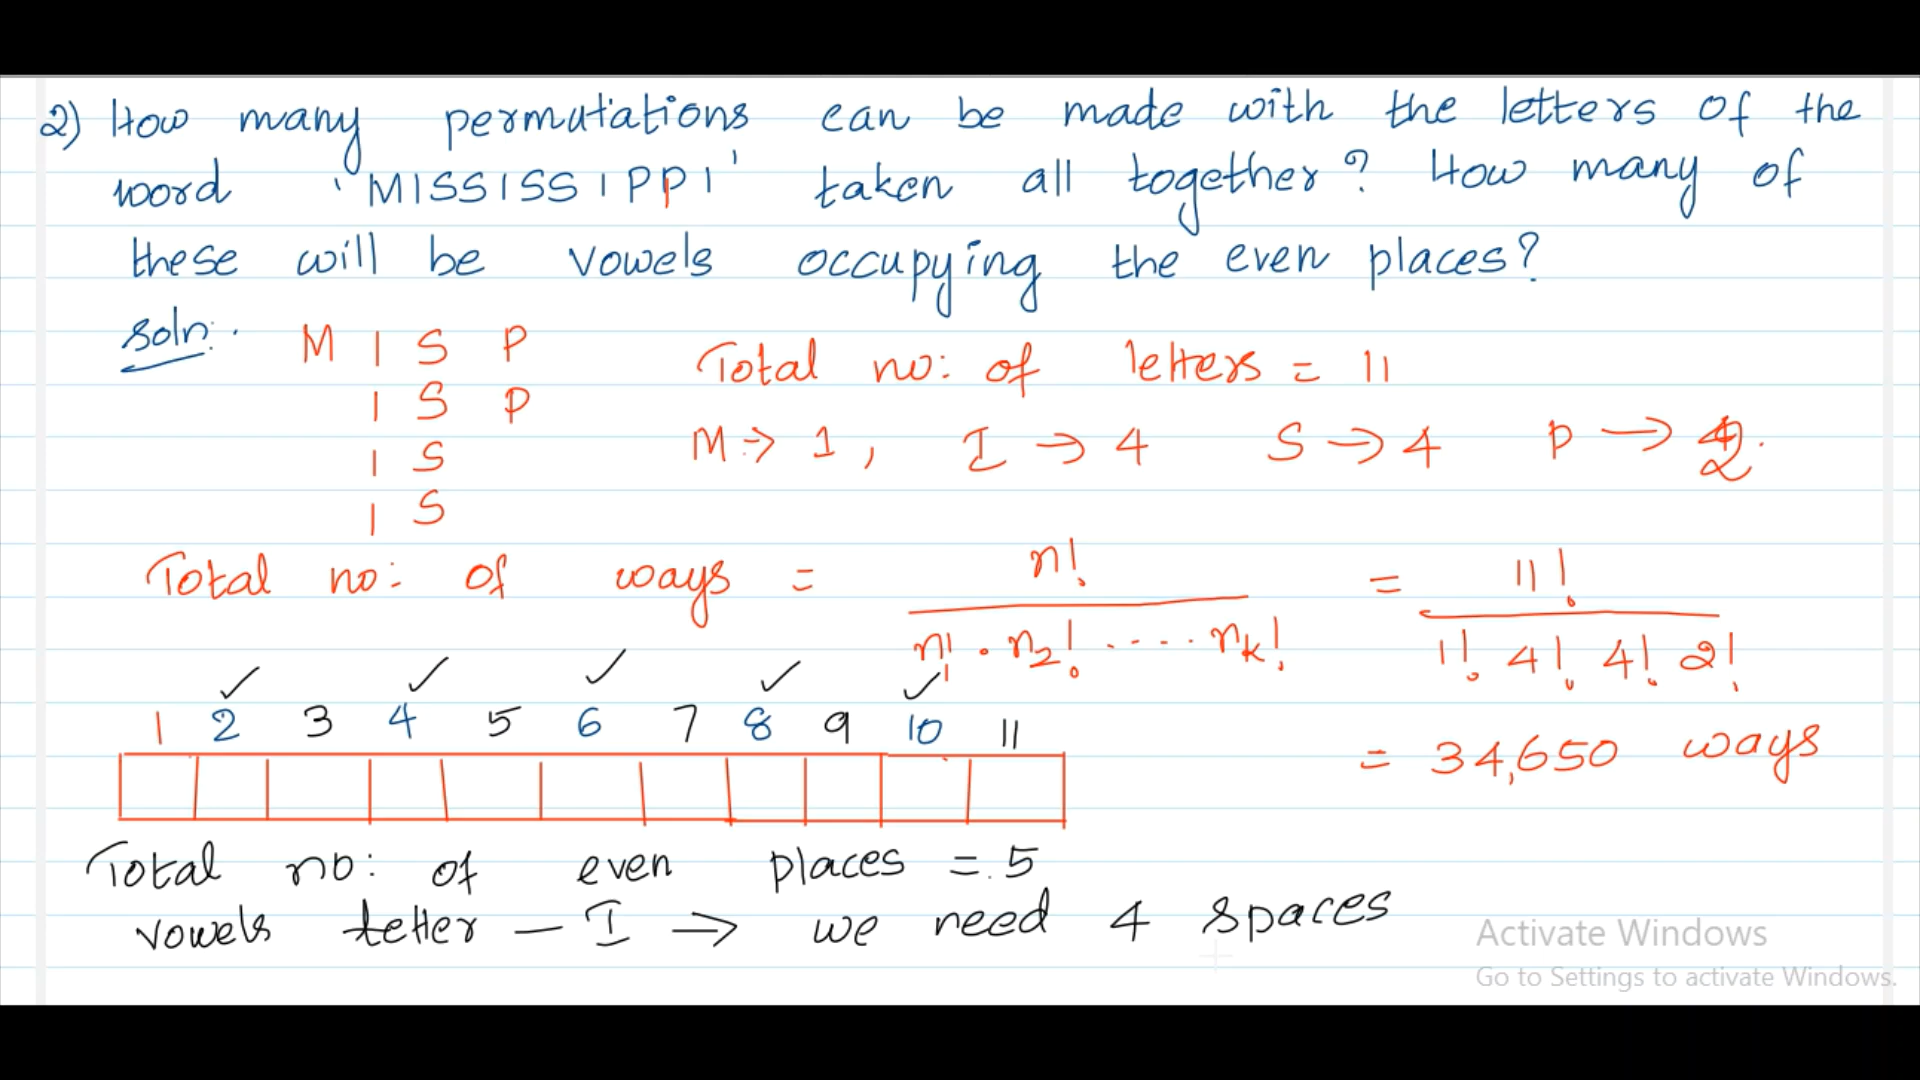 2) How many permutations can be made with the letters of the
word 'MISSISSIPPI' taken all together? How many of
these will be vowels occupying the even places?
Soln:
M I S P
I S P
I S
I S
Total no: of letters = 11
M → 1, I → 4 S → 4 P → 2.
Total no: of ways = n! / n1! . n2! ..... nk! = 11! / 1! 4! 4! 2!
= 34,650 ways
1 2 3 4 5 6 7 8 9 10 11
Total no: of even places = 5
vowels letter — I → we need 4 spaces
Activate Windows
Go to Settings to activate Windows.